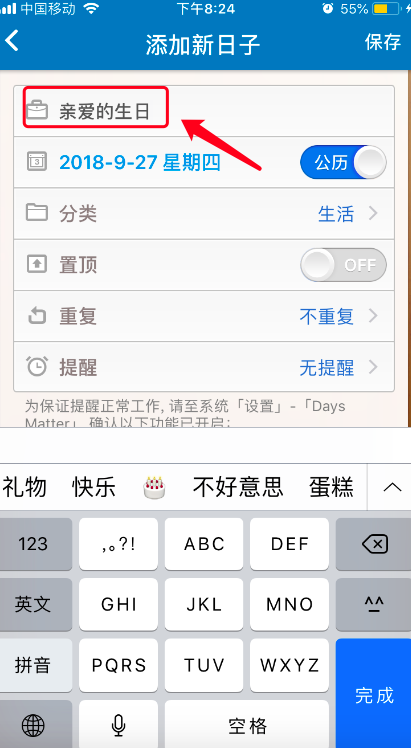 中国移动 下午8:24 55%
添加新日子 保存
亲爱的生日
3 2018-9-27 星期四 公历
分类 生活
置顶 OFF
重复 不重复
提醒 无提醒
为保证提醒正常工作, 请至系统「设置」-「Days
Matter」确认以下功能已开启:
礼物 快乐 🎂 不好意思 蛋糕
123 ,。?! ABC DEF
英文 GHI JKL MNO ^^
拼音 PQRS TUV WXYZ 完成
空格